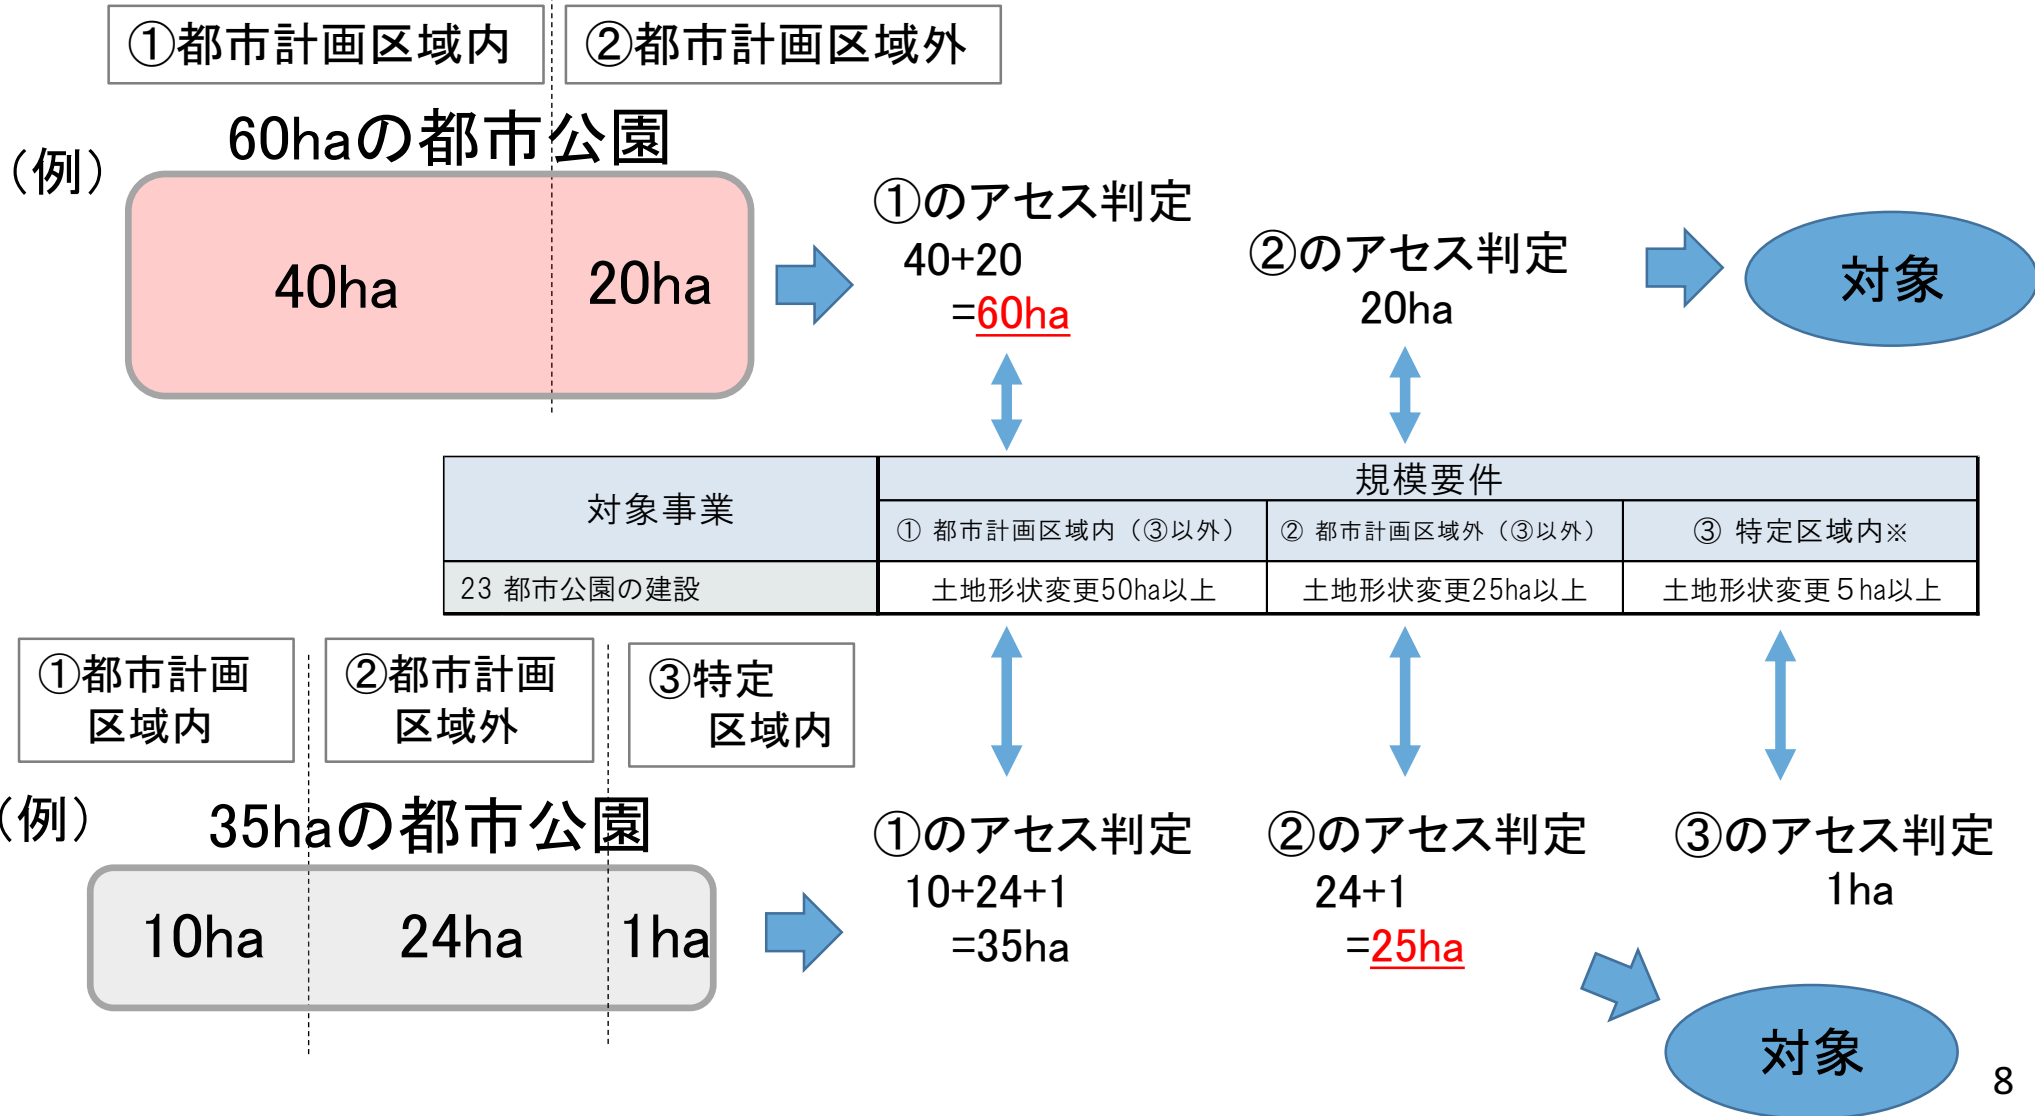 ①都市計画区域内
②都市計画区域外
(例)
60haの都市公園
40ha
20ha
①のアセス判定
40+20
=60ha
②のアセス判定
20ha
対象
対象事業
規模要件
① 都市計画区域内（③以外）
② 都市計画区域外（③以外）
③ 特定区域内※
23 都市公園の建設
土地形状変更50ha以上
土地形状変更25ha以上
土地形状変更５ha以上
①都市計画
区域内
②都市計画
区域外
③特定
区域内
(例)
35haの都市公園
10ha
24ha
1ha
①のアセス判定
10+24+1
=35ha
②のアセス判定
24+1
=25ha
③のアセス判定
1ha
対象
8